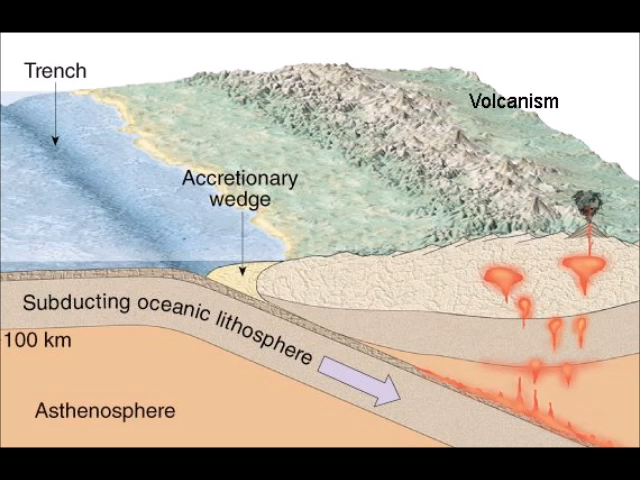 Trench
Volcanism
Accretionary
wedge
Subducting oceanic lithosphere
100 km
Asthenosphere